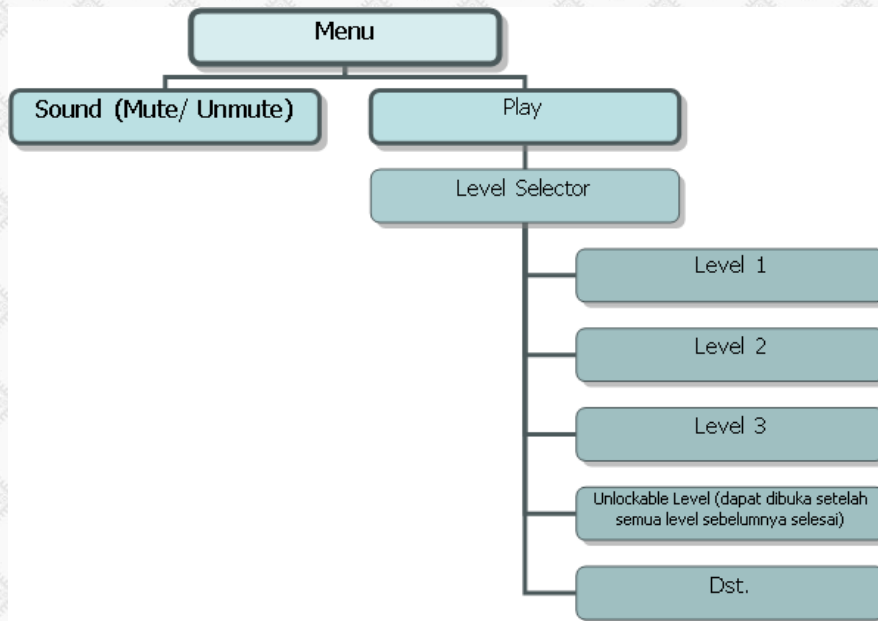 Menu
Sound (Mute/ Unmute)
Play
Level Selector
Level 1
Level 2
Level 3
Unlockable Level (dapat dibuka setelah
semua level sebelumnya selesai)
Dst.